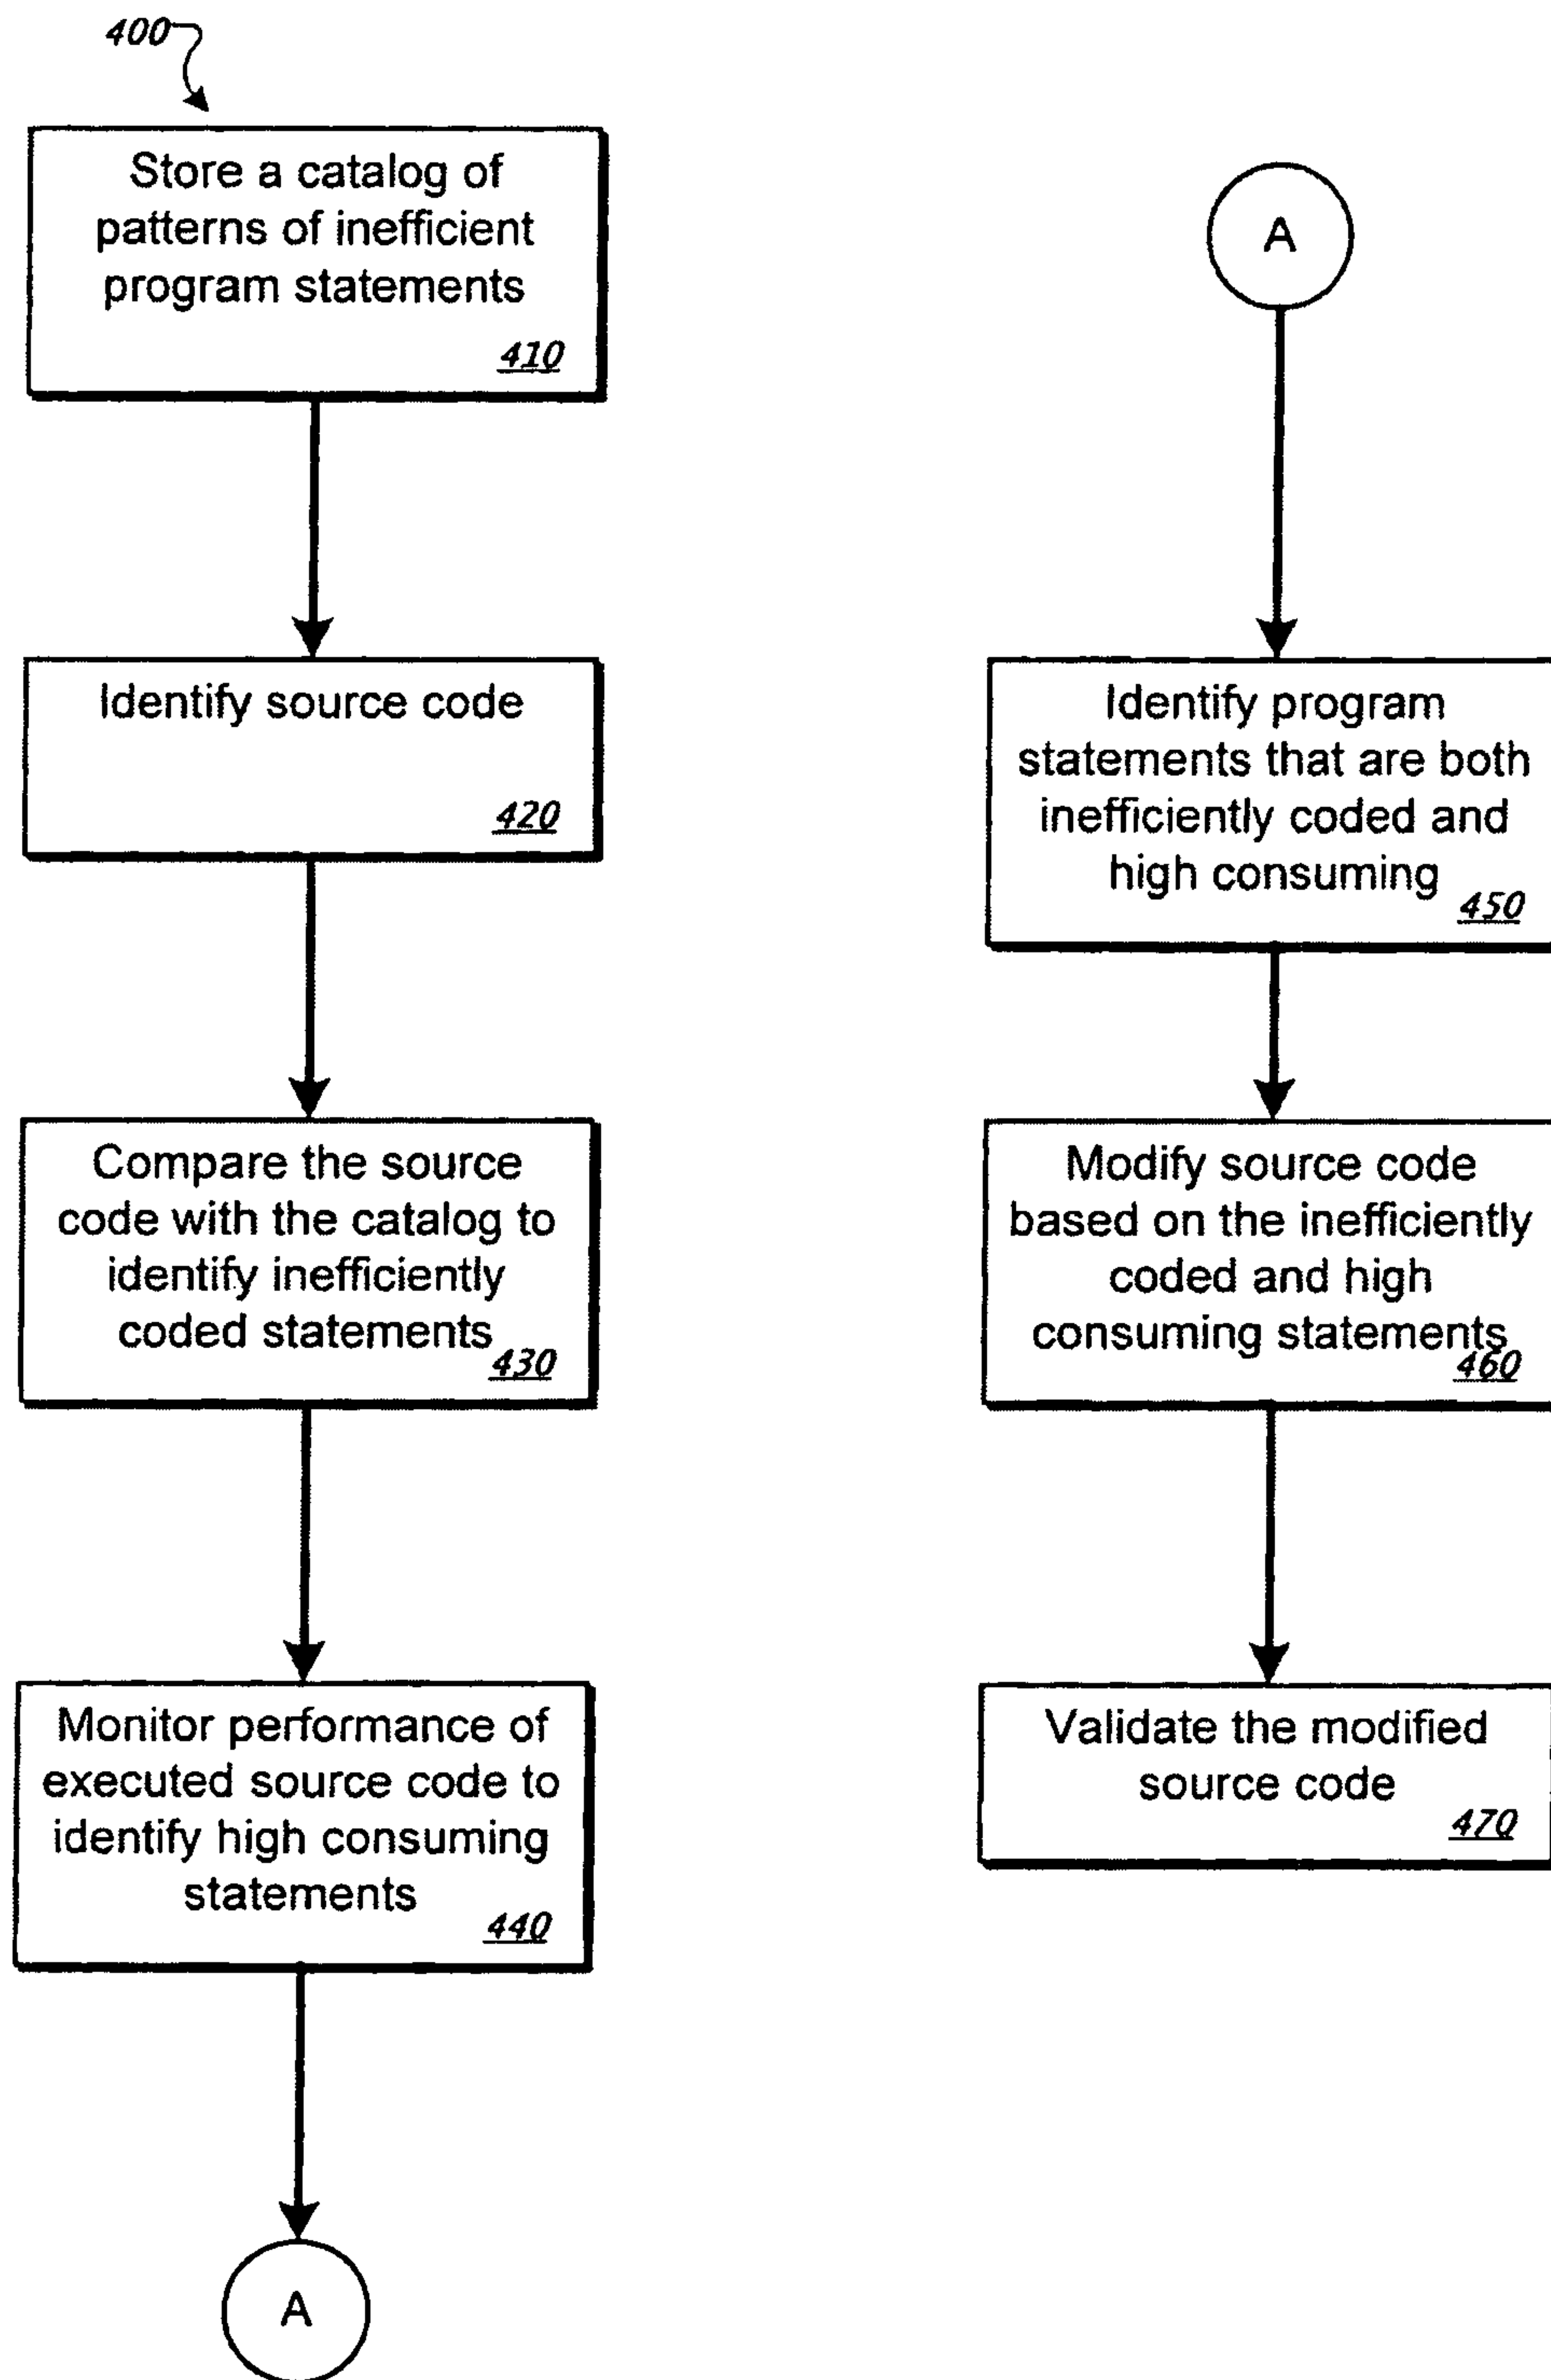 400
Store a catalog of
patterns of inefficient
program statements
410
Identify source code
420
Compare the source
code with the catalog to
identify inefficiently
coded statements
430
Monitor performance of
executed source code to
identify high consuming
statements
440
A
A
Identify program
statements that are both
inefficiently coded and
high consuming
450
Modify source code
based on the inefficiently
coded and high
consuming statements
460
Validate the modified
source code
470